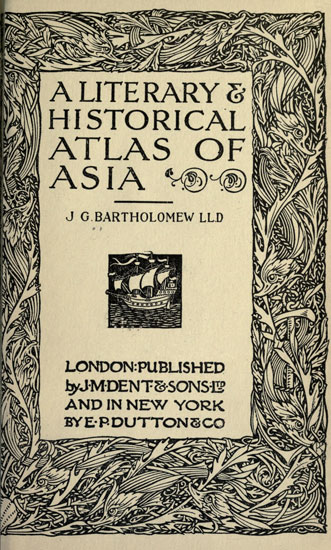 A LITERARY &
HISTORICAL
ATLAS OF
ASIA
J G. BARTHOLOMEW LLD
LONDON: PUBLISHED
by J. M. DENT & SONS. LTD
AND IN NEW YORK
BY E. P. DUTTON & CO